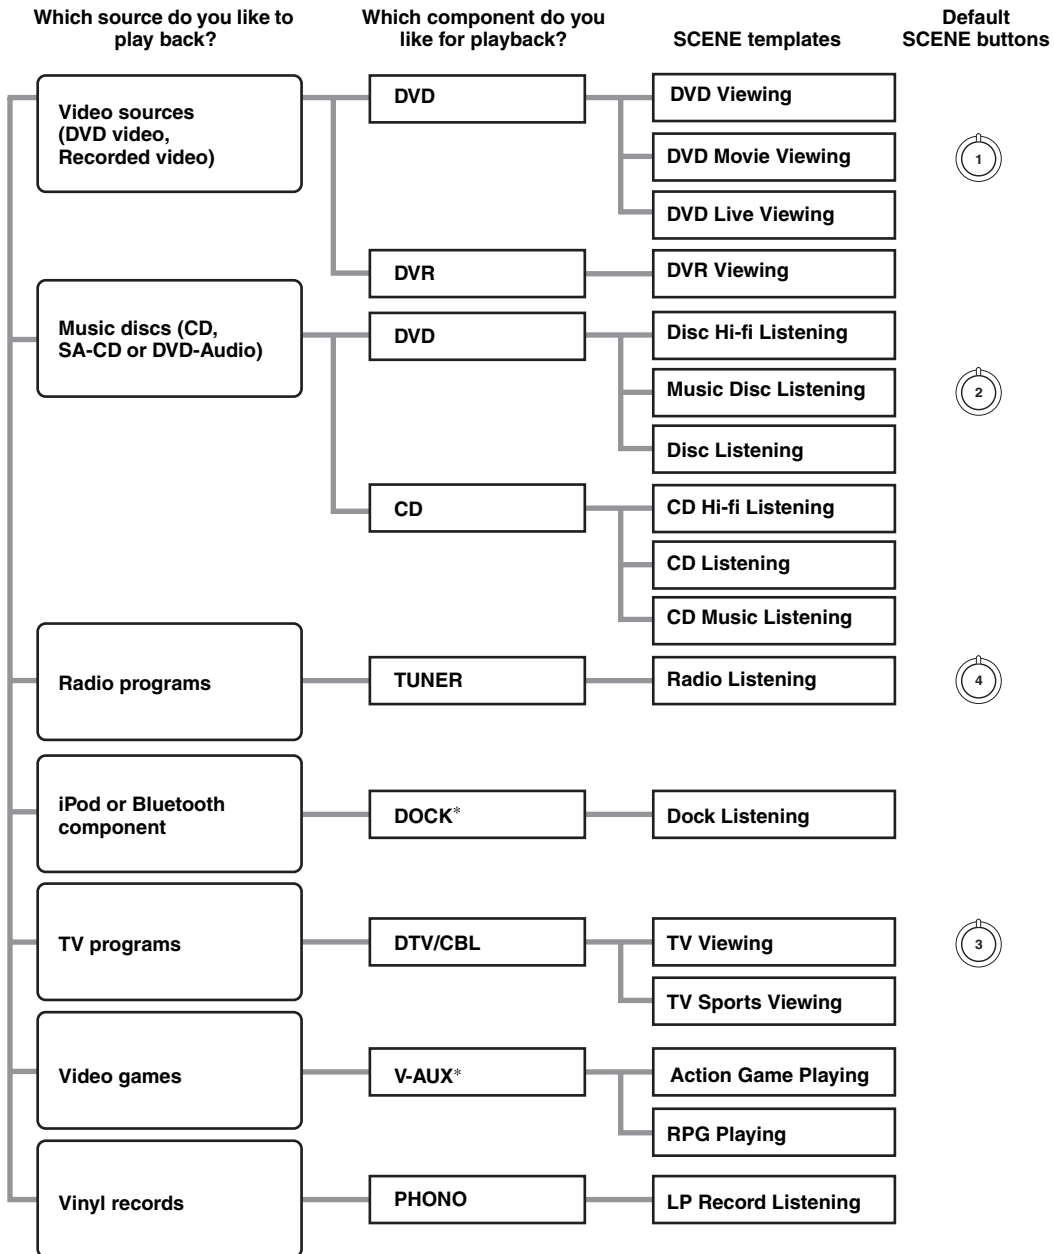 Which source do you like to
play back?
Which component do you
like for playback?
SCENE templates
Default
SCENE buttons
Video sources
(DVD video,
Recorded video)
DVD
DVD Viewing
DVD Movie Viewing
1
DVD Live Viewing
DVR
DVR Viewing
Music discs (CD,
SA-CD or DVD-Audio)
DVD
Disc Hi-fi Listening
Music Disc Listening
2
Disc Listening
CD
CD Hi-fi Listening
CD Listening
CD Music Listening
Radio programs
TUNER
Radio Listening
4
iPod or Bluetooth
component
DOCK*
Dock Listening
TV programs
DTV/CBL
TV Viewing
3
TV Sports Viewing
Video games
V-AUX*
Action Game Playing
RPG Playing
Vinyl records
PHONO
LP Record Listening